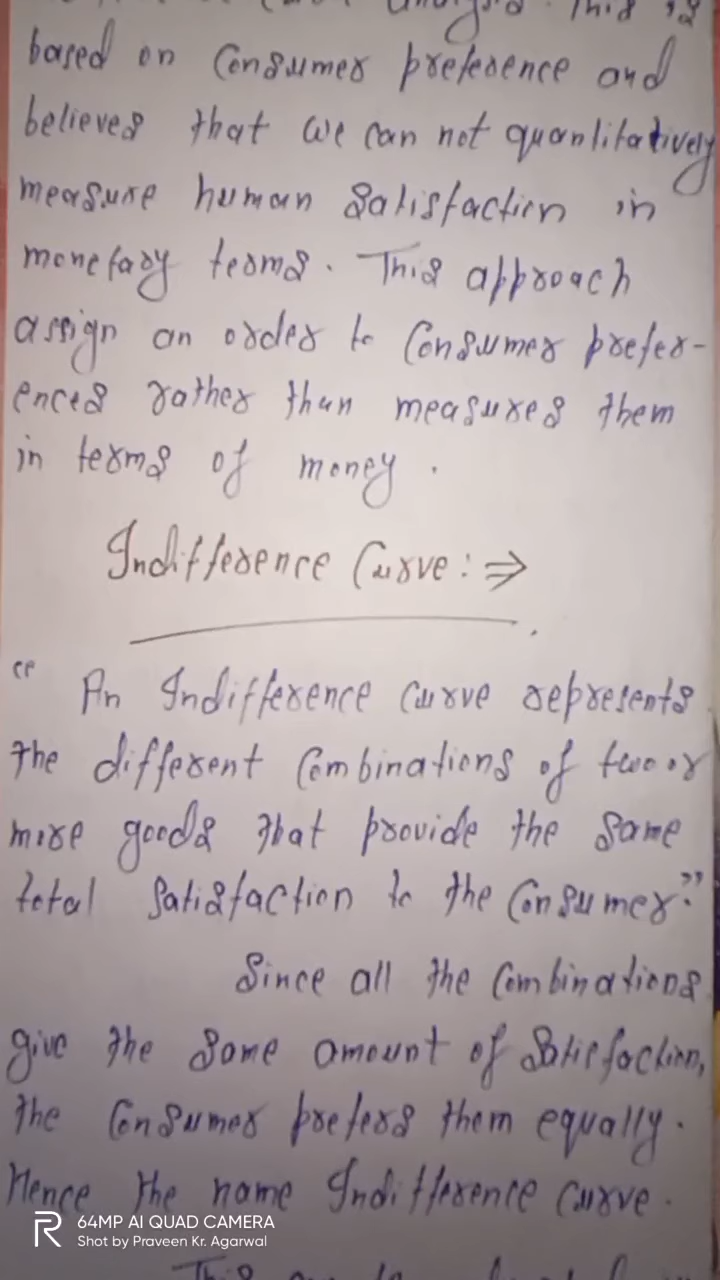 analysis. This is
based on Consumer preference and
believes that we can not quantitatively
measure human Satisfaction in
monetary terms. This approach
assign an order to Consumer prefer-
ences rather than measures them
in terms of money.
Indifference Curve:⇒
"An Indifference curve represents
the different Combinations of two or
more goods that provide the Same
total Satisfaction to the Consumer."
Since all the Combinations
give the Same amount of Satisfaction,
the Consumer prefers them equally.
Hence the name Indifference curve.
64MP AI QUAD CAMERA
Shot by Praveen Kr. Agarwal
This